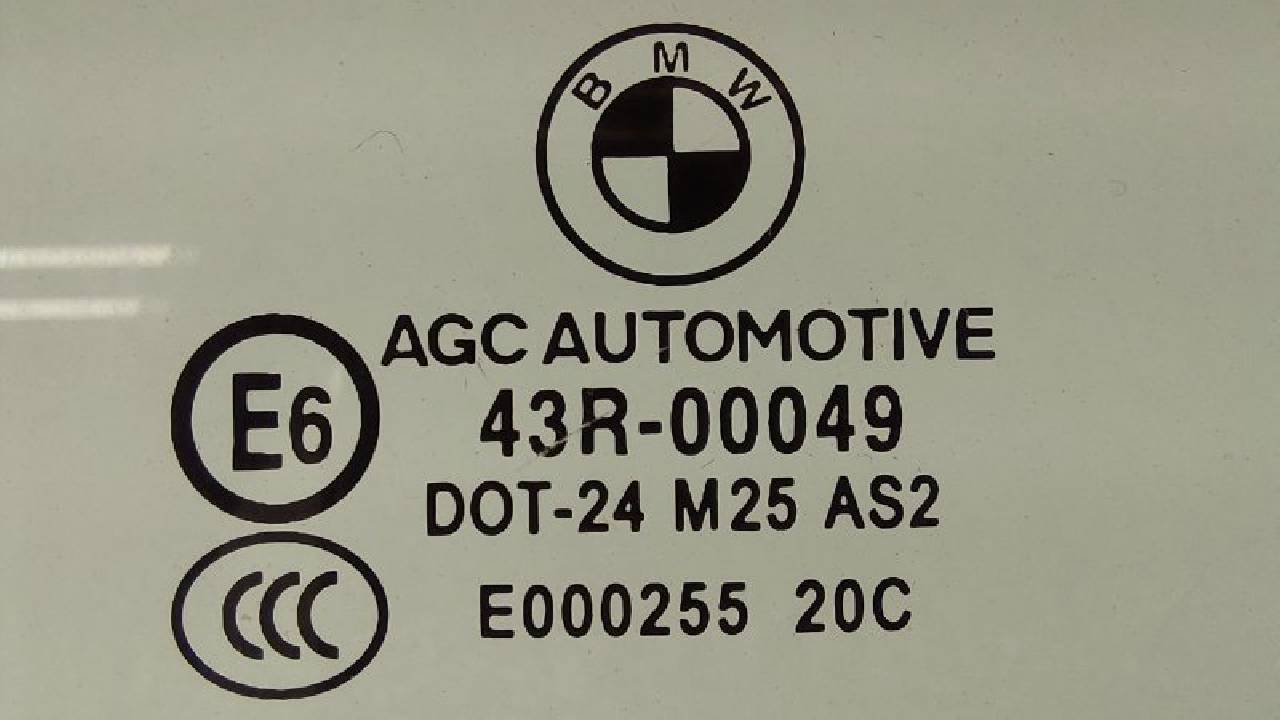 BMW
AGC AUTOMOTIVE
E6
43R-00049
DOT-24 M25 AS2
CCC
E000255 20C